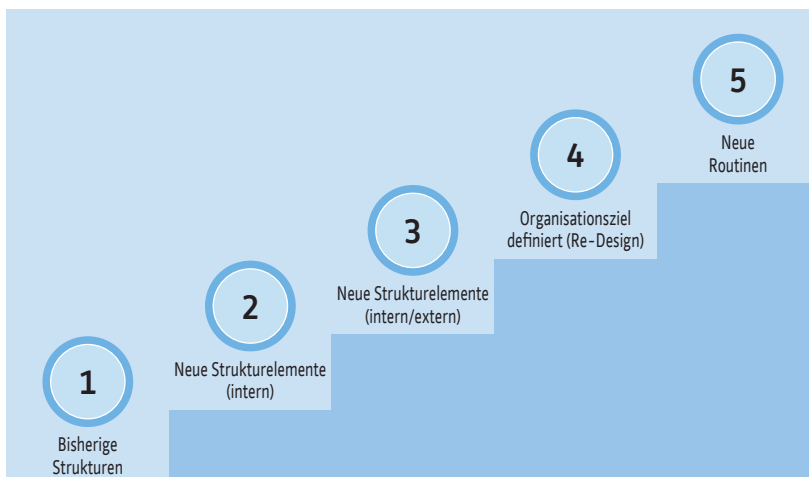 1
Bisherige
Strukturen
2
Neue Strukturelemente
(intern)
3
Neue Strukturelemente
(intern/extern)
4
Organisationsziel
definiert (Re-Design)
5
Neue
Routinen